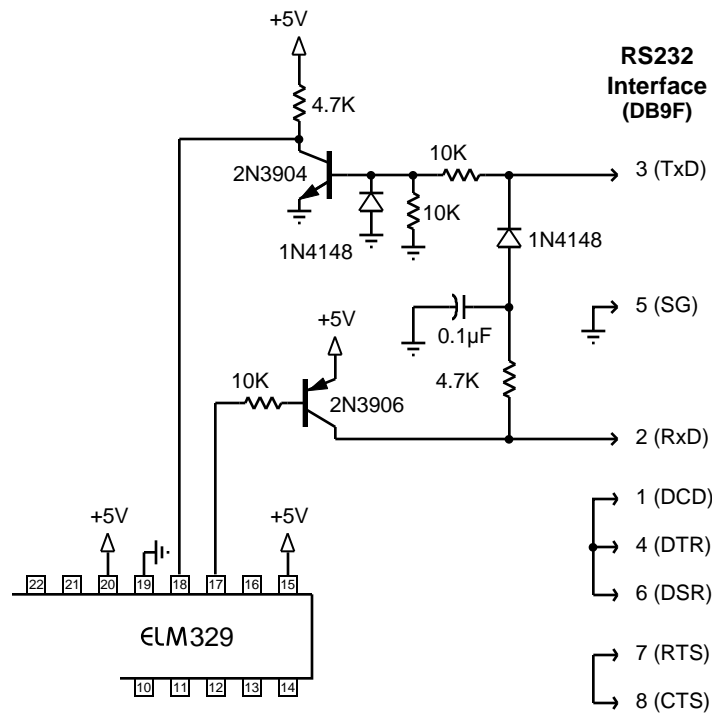 +5V
RS232
Interface
(DB9F)
4.7K
2N3904
10K
3 (TxD)
10K
1N4148
1N4148
+5V
0.1µF
5 (SG)
10K
2N3906
4.7K
2 (RxD)
1 (DCD)
4 (DTR)
6 (DSR)
7 (RTS)
8 (CTS)
+5V
+5V
22 21 20 19 18 17 16 15
ELM329
10 11 12 13 14